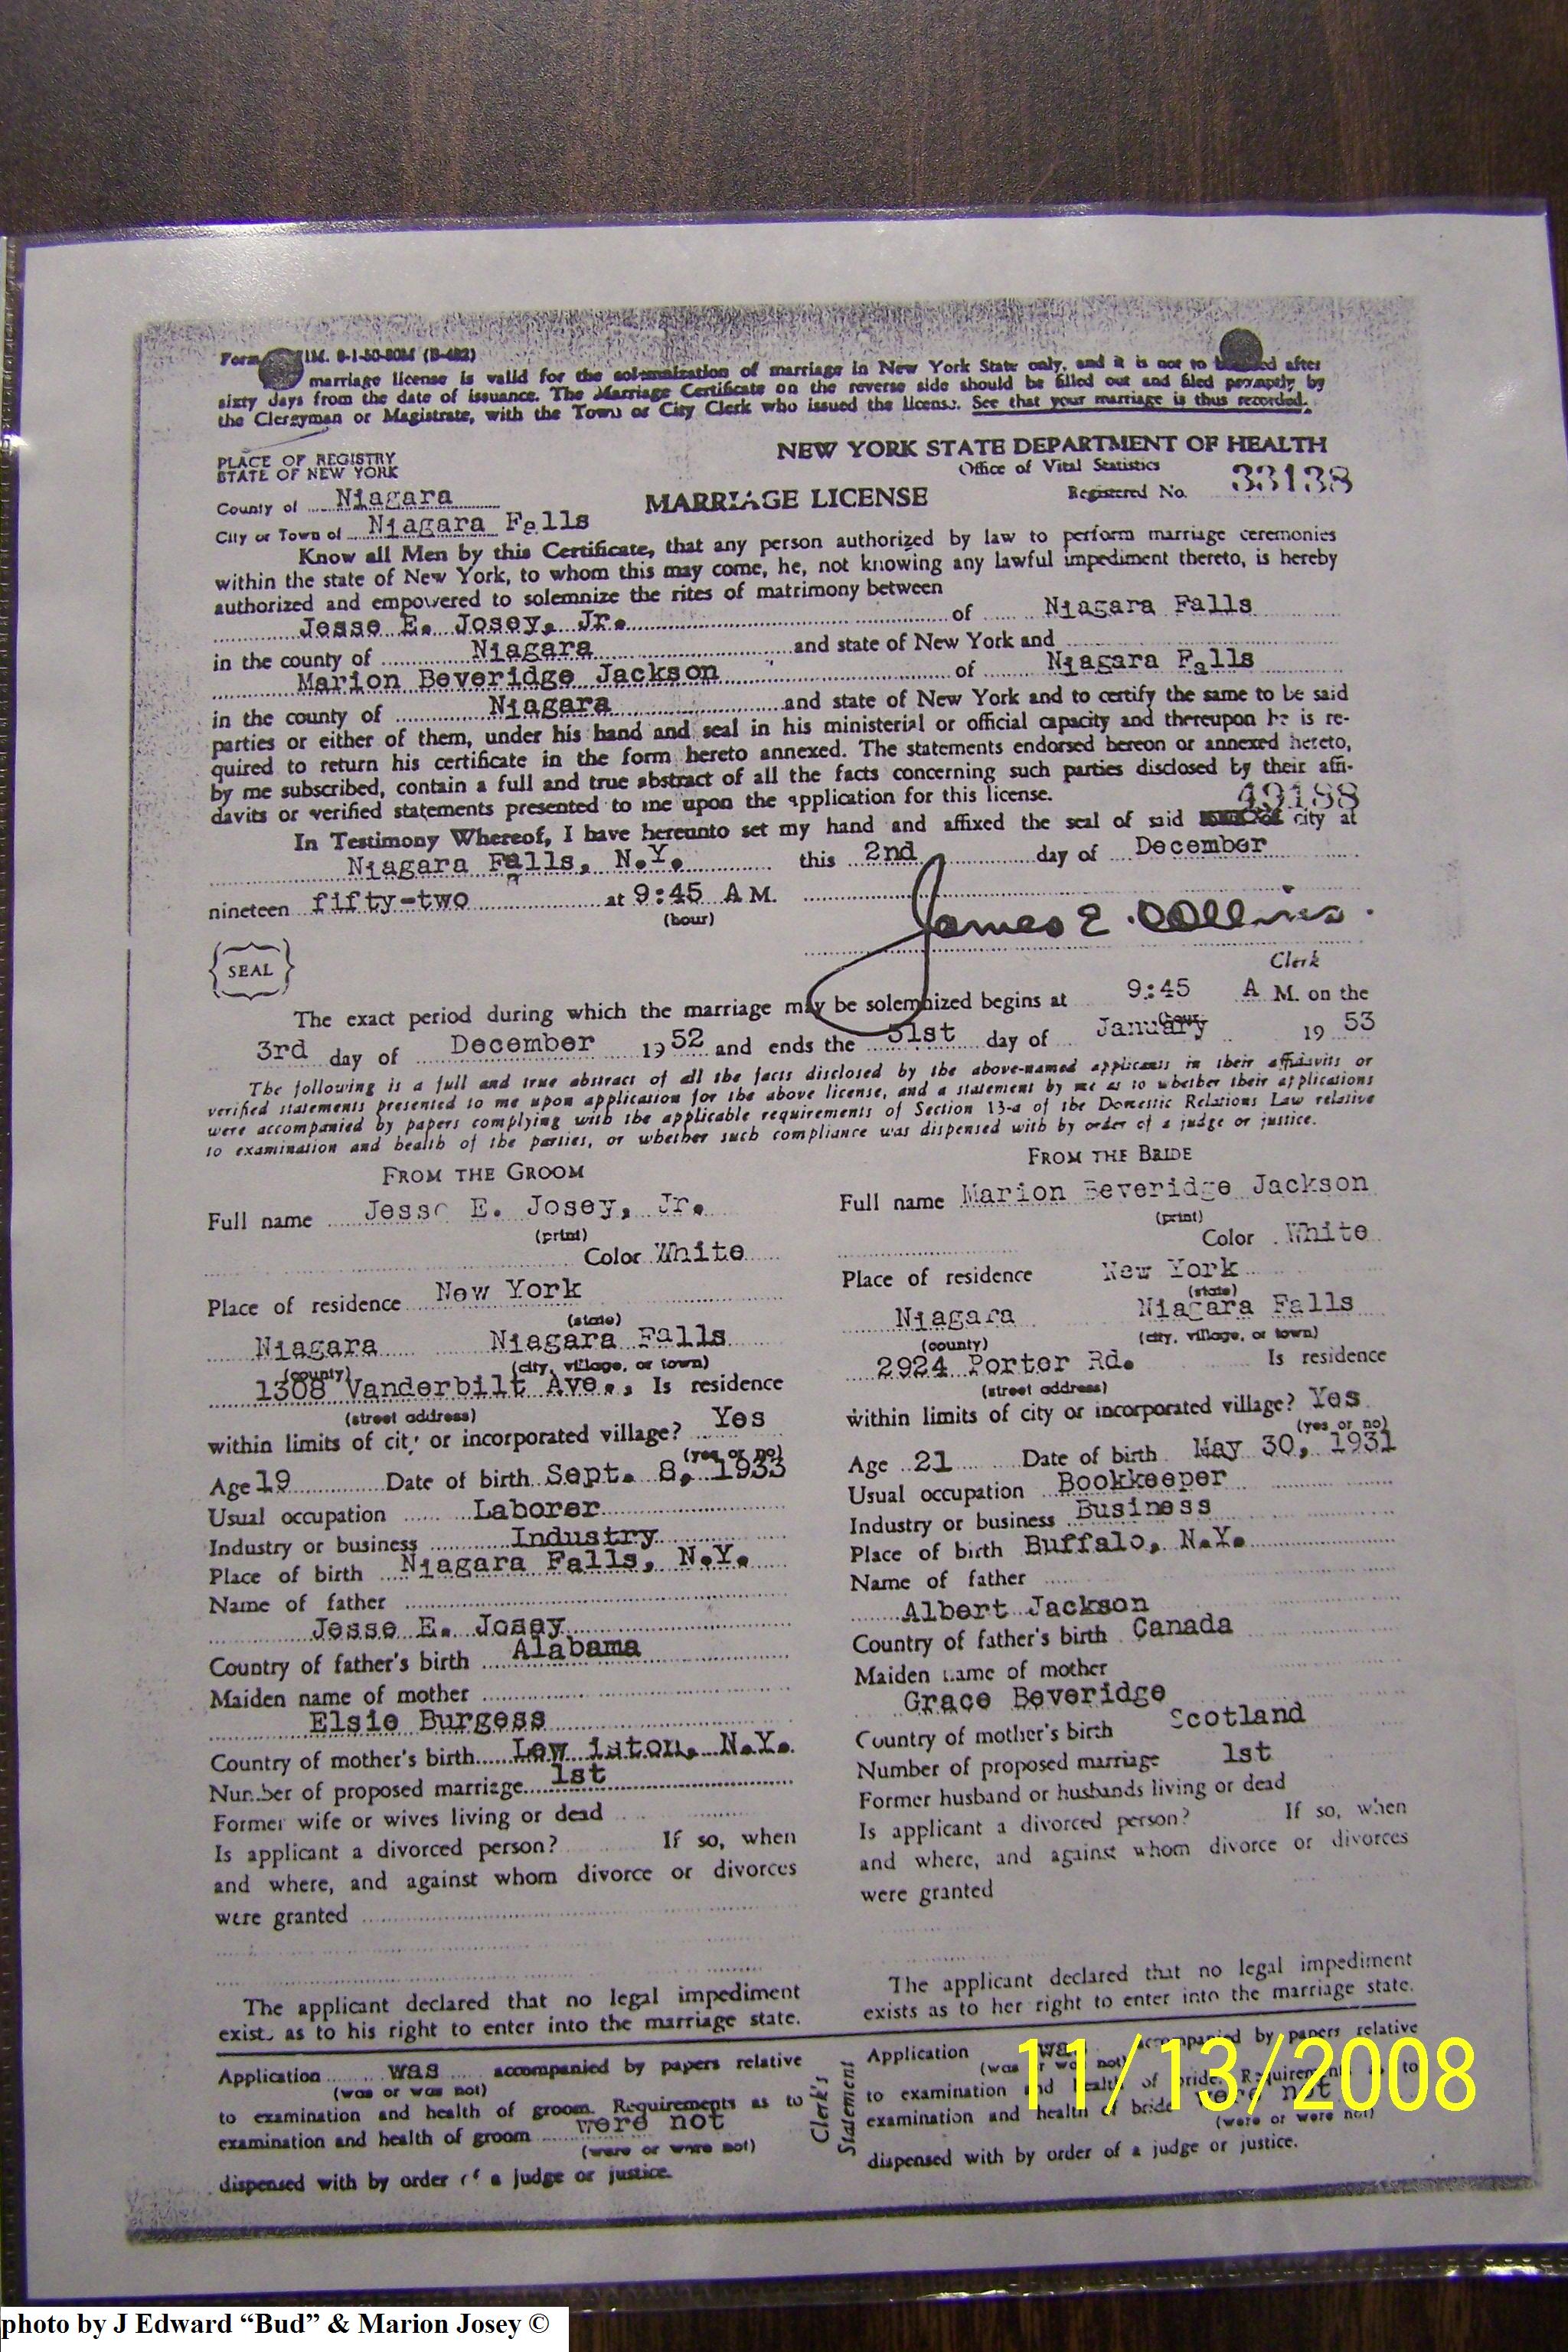 Form 1M. 9-1-50-80M (B-482)
marriage license is valid for the solemnization of marriage in New York State only, and it is not to be used after
sixty days from the date of issuance. The Marriage Certificate on the reverse side should be filled out and filed promptly by
the Clergyman or Magistrate, with the Town or City Clerk who issued the license. See that your marriage is thus recorded.
NEW YORK STATE DEPARTMENT OF HEALTH
PLACE OF REGISTRY
STATE OF NEW YORK
Office of Vital Statistics
County of Niagara
MARRIAGE LICENSE
Registered No. 33138
City or Town of Niagara Falls
Know all Men by this Certificate, that any person authorized by law to perform marriage ceremonies
within the state of New York, to whom this may come, he, not knowing any lawful impediment thereto, is hereby
authorized and empowered to solemnize the rites of matrimony between
Jesse E. Josey, Jr. of Niagara Falls
in the county of Niagara and state of New York and
Marion Beveridge Jackson of Niagara Falls
in the county of Niagara and state of New York and to certify the same to be said
parties or either of them, under his hand and seal in his ministerial or official capacity and thereupon he is re-
quired to return his certificate in the form hereto annexed. The statements endorsed hereon or annexed hereto,
by me subscribed, contain a full and true abstract of all the facts concerning such parties disclosed by their affi-
davits or verified statements presented to me upon the application for this license.
49188
In Testimony Whereof, I have hereunto set my hand and affixed the seal of said city at
Niagara Falls, N.Y. this 2nd day of December
nineteen fifty-two at 9:45 A M.
(hour)
James E. Collins.
SEAL
Clerk
The exact period during which the marriage may be solemnized begins at 9:45 A M. on the
(hour)
3rd day of December 1952 and ends the 31st day of January 1953
The following is a full and true abstract of all the facts disclosed by the above-named applicants in their affidavits or
verified statements presented to me upon application for the above license, and a statement by me as to whether their applications
were accompanied by papers complying with the applicable requirements of Section 13-a of the Domestic Relations Law relative
to examination and health of the parties, or whether such compliance was dispensed with by order of a judge or justice.
FROM THE GROOM
Full name Jesse E. Josey, Jr.
(print)
Color White
Place of residence New York
(state)
Niagara Niagara Falls
(county) (city, village, or town)
1308 Vanderbilt Ave., Is residence
(street address)
within limits of city or incorporated village? Yes
(yes or no)
Age 19 Date of birth Sept. 8, 1933
Usual occupation Laborer
Industry or business Industry
Place of birth Niagara Falls, N.Y.
Name of father
Jesse E. Josey
Country of father's birth Alabama
Maiden name of mother
Elsie Burgess
Country of mother's birth Lewiston, N.Y.
Number of proposed marriage 1st
Former wife or wives living or dead
Is applicant a divorced person? If so, when
and where, and against whom divorce or divorces
were granted
The applicant declared that no legal impediment
exists as to his right to enter into the marriage state.
Application was accompanied by papers relative
(was or was not)
to examination and health of groom. Requirements as to
examination and health of groom were not
(were or were not)
dispensed with by order of a judge or justice.
Clerk's
Statement
FROM THE BRIDE
Full name Marion Beveridge Jackson
(print)
Color White
Place of residence New York
(state)
Niagara Niagara Falls
(county) (city, village, or town)
2924 Porter Rd. Is residence
(street address)
within limits of city or incorporated village? Yes
(yes or no)
Age 21 Date of birth May 30, 1931
Usual occupation Bookkeeper
Industry or business Business
Place of birth Buffalo, N.Y.
Name of father
Albert Jackson
Country of father's birth Canada
Maiden name of mother
Grace Beveridge
Country of mother's birth Scotland
Number of proposed marriage 1st
Former husband or husbands living or dead
Is applicant a divorced person? If so, when
and where, and against whom divorce or divorces
were granted
The applicant declared that no legal impediment
exists as to her right to enter into the marriage state.
Application was accompanied by papers relative
(was or was not)
to examination and health of bride. Requirements as to
examination and health of bride were not
(were or were not)
dispensed with by order of a judge or justice.
11/13/2008
photo by J Edward “Bud” & Marion Josey ©